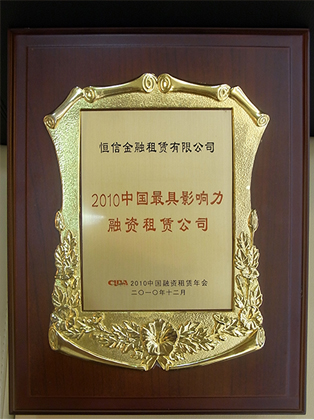 恒信金融租赁有限公司
2010中国最具影响力
融资租赁公司
2010中国融资租赁年会
二〇一〇年十二月